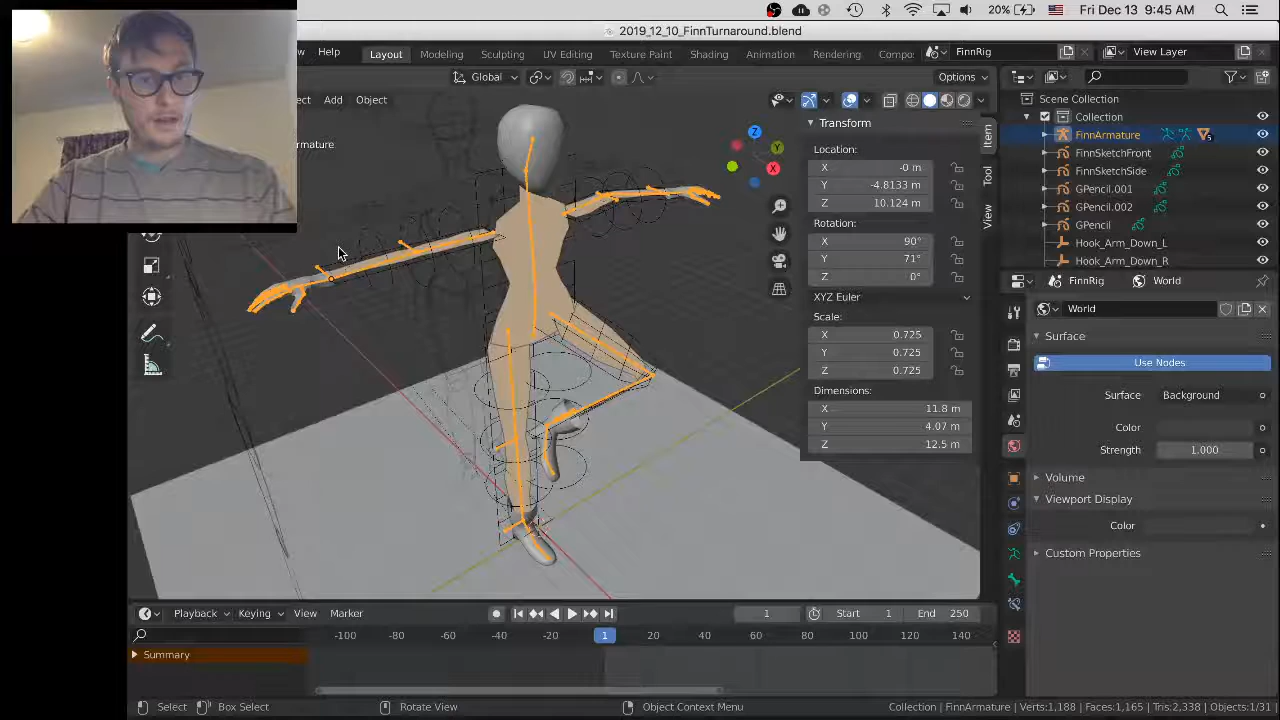 20% Fri Dec 13 9:45 AM
2019_12_10_FinnTurnaround.blend
Help Layout Modeling Sculpting UV Editing Texture Paint Shading Animation Rendering Compo FinnRig View Layer
Global Options
ect Add Object
mature
Z
Y
X
Transform
Location:
X -0 m
Y -4.8133 m
Z 10.124 m
Rotation:
X 90°
Y 71°
Z 0°
XYZ Euler
Scale:
X 0.725
Y 0.725
Z 0.725
Dimensions:
X 11.8 m
Y 4.07 m
Z 12.5 m
Item
Tool
View
Scene Collection
Collection
FinnArmature 5
FinnSketchFront
FinnSketchSide
GPencil.001
GPencil.002
GPencil
Hook_Arm_Down_L
Hook_Arm_Down_R
FinnRig World
World
Surface
Use Nodes
Surface Background
Color
Strength 1.000
Volume
Viewport Display
Color
Custom Properties
Playback Keying View Marker 1 Start 1 End 250
-100 -80 -60 -40 -20 1 20 40 60 80 100 120 140
Summary
Select Box Select Rotate View Object Context Menu Collection | FinnArmature | Verts:1,188 | Faces:1,165 | Tris:2,338 | Objects:1/31